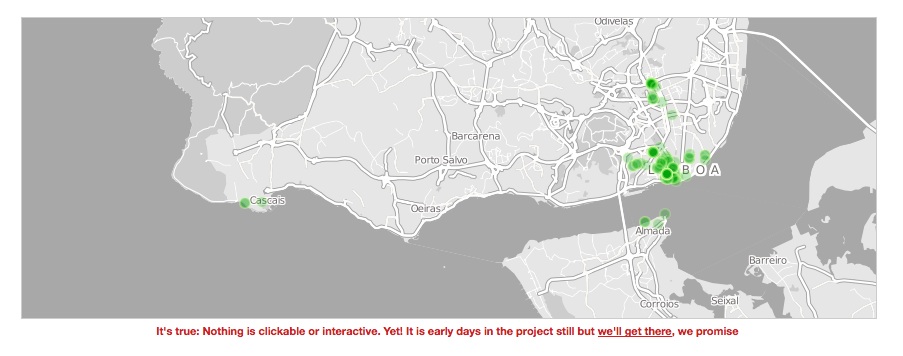 Odivelas
Barcarena
Porto Salvo
L B O A
Cascais
Oeiras
Almada
Barreiro
Corroios
Seixal
It's true: Nothing is clickable or interactive. Yet! It is early days in the project still but we'll get there, we promise